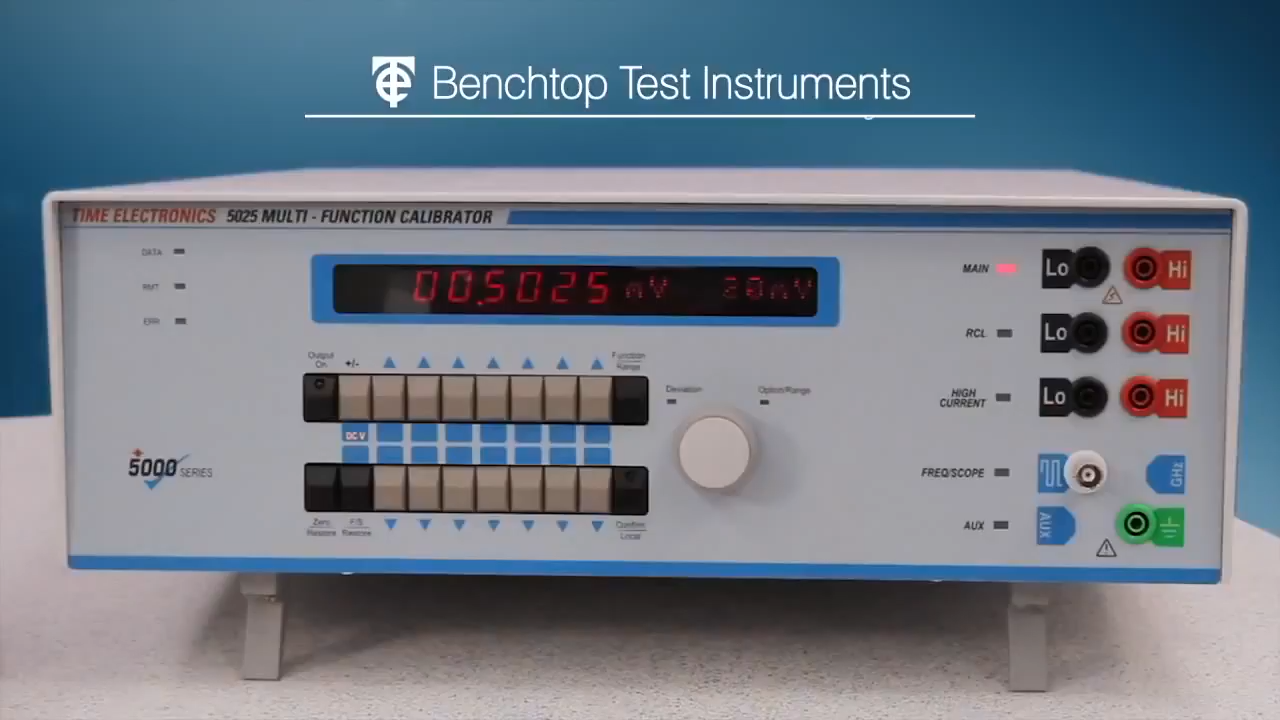 Benchtop Test Instruments
TIME ELECTRONICS 5025 MULTI - FUNCTION CALIBRATOR
DATA
RMT
ERR
00.5025 mV 20mV
MAIN
Lo
Hi
RCL
Lo
Hi
HIGH
CURRENT
Lo
Hi
FREQ/SCOPE
GHz
AUX
AUX
Output
On
+/-
Function
Range
Deviation
Option/Range
DC V
5000 SERIES
Zero
Restore
F/S
Restore
Confirm
Local